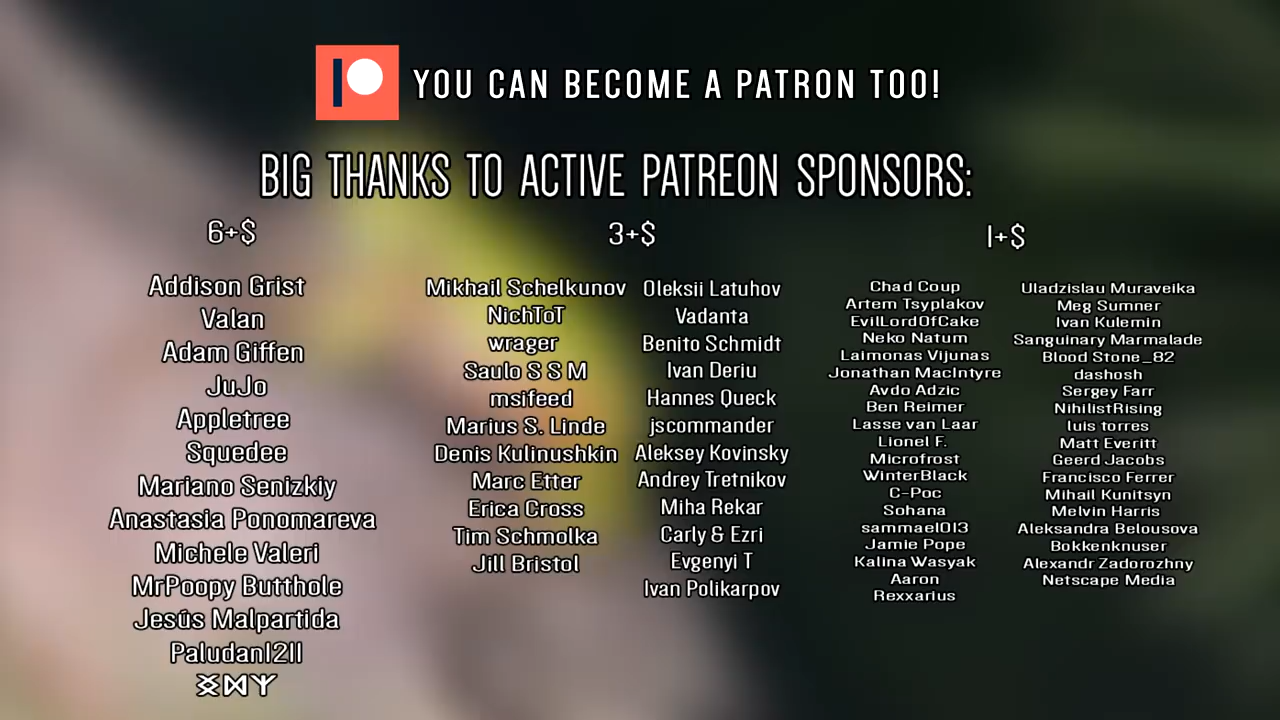 YOU CAN BECOME A PATRON TOO!
BIG THANKS TO ACTIVE PATREON SPONSORS:
6+$
Addison Grist
Valan
Adam Giffen
JuJo
Appletree
Squedee
Mariano Senizkiy
Anastasia Ponomareva
Michele Valeri
MrPoopy Butthole
Jesús Malpartida
Paludan1211
ᛝᛞᛉ
3+$
Mikhail Schelkunov
NichToT
wrager
Saulo S S M
msifeed
Marius S. Linde
Denis Kulinushkin
Marc Etter
Erica Cross
Tim Schmolka
Jill Bristol
Oleksii Latuhov
Vadanta
Benito Schmidt
Ivan Deriu
Hannes Queck
jscommander
Aleksey Kovinsky
Andrey Tretnikov
Miha Rekar
Carly & Ezri
Evgenyi T
Ivan Polikarpov
1+$
Chad Coup
Artem Tsyplakov
EvilLordOfCake
Neko Natum
Laimonas Vijunas
Jonathan MacIntyre
Avdo Adzic
Ben Reimer
Lasse van Laar
Lionel F.
Microfrost
WinterBlack
C-Poc
Sohana
sammael013
Jamie Pope
Kalina Wasyak
Aaron
Rexxarius
Uladzislau Muraveika
Meg Sumner
Ivan Kulemin
Sanguinary Marmalade
Blood Stone_82
dashosh
Sergey Farr
NihilistRising
luis torres
Matt Everitt
Geerd Jacobs
Francisco Ferrer
Mihail Kunitsyn
Melvin Harris
Aleksandra Belousova
Bokkenknuser
Alexandr Zadorozhny
Netscape Media